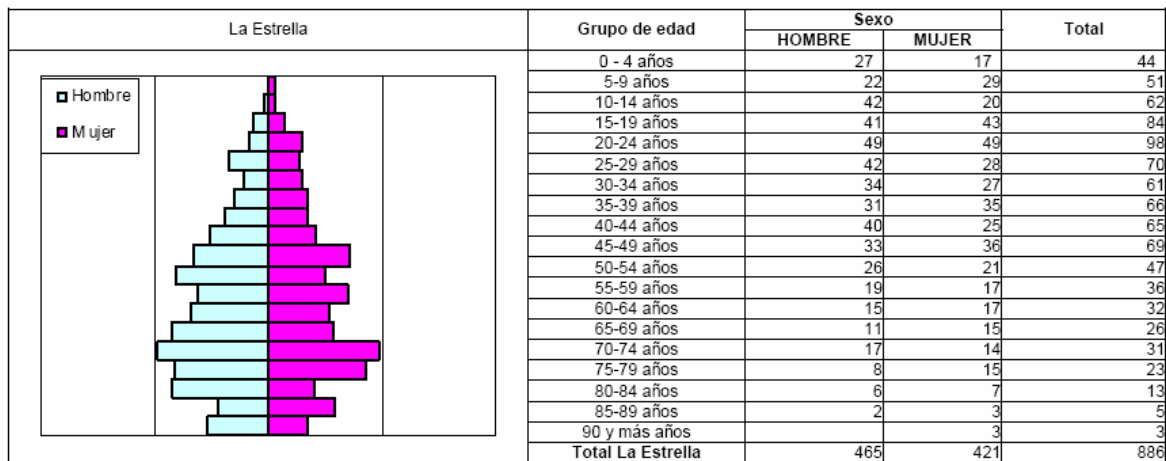 La Estrella
Grupo de edad Sexo Total
HOMBRE MUJER
Hombre
Mujer
0 - 4 años 27 17 44
5-9 años 22 29 51
10-14 años 42 20 62
15-19 años 41 43 84
20-24 años 49 49 98
25-29 años 42 28 70
30-34 años 34 27 61
35-39 años 31 35 66
40-44 años 40 25 65
45-49 años 33 36 69
50-54 años 26 21 47
55-59 años 19 17 36
60-64 años 15 17 32
65-69 años 11 15 26
70-74 años 17 14 31
75-79 años 8 15 23
80-84 años 6 7 13
85-89 años 2 3 5
90 y más años 3 3
Total La Estrella 465 421 886